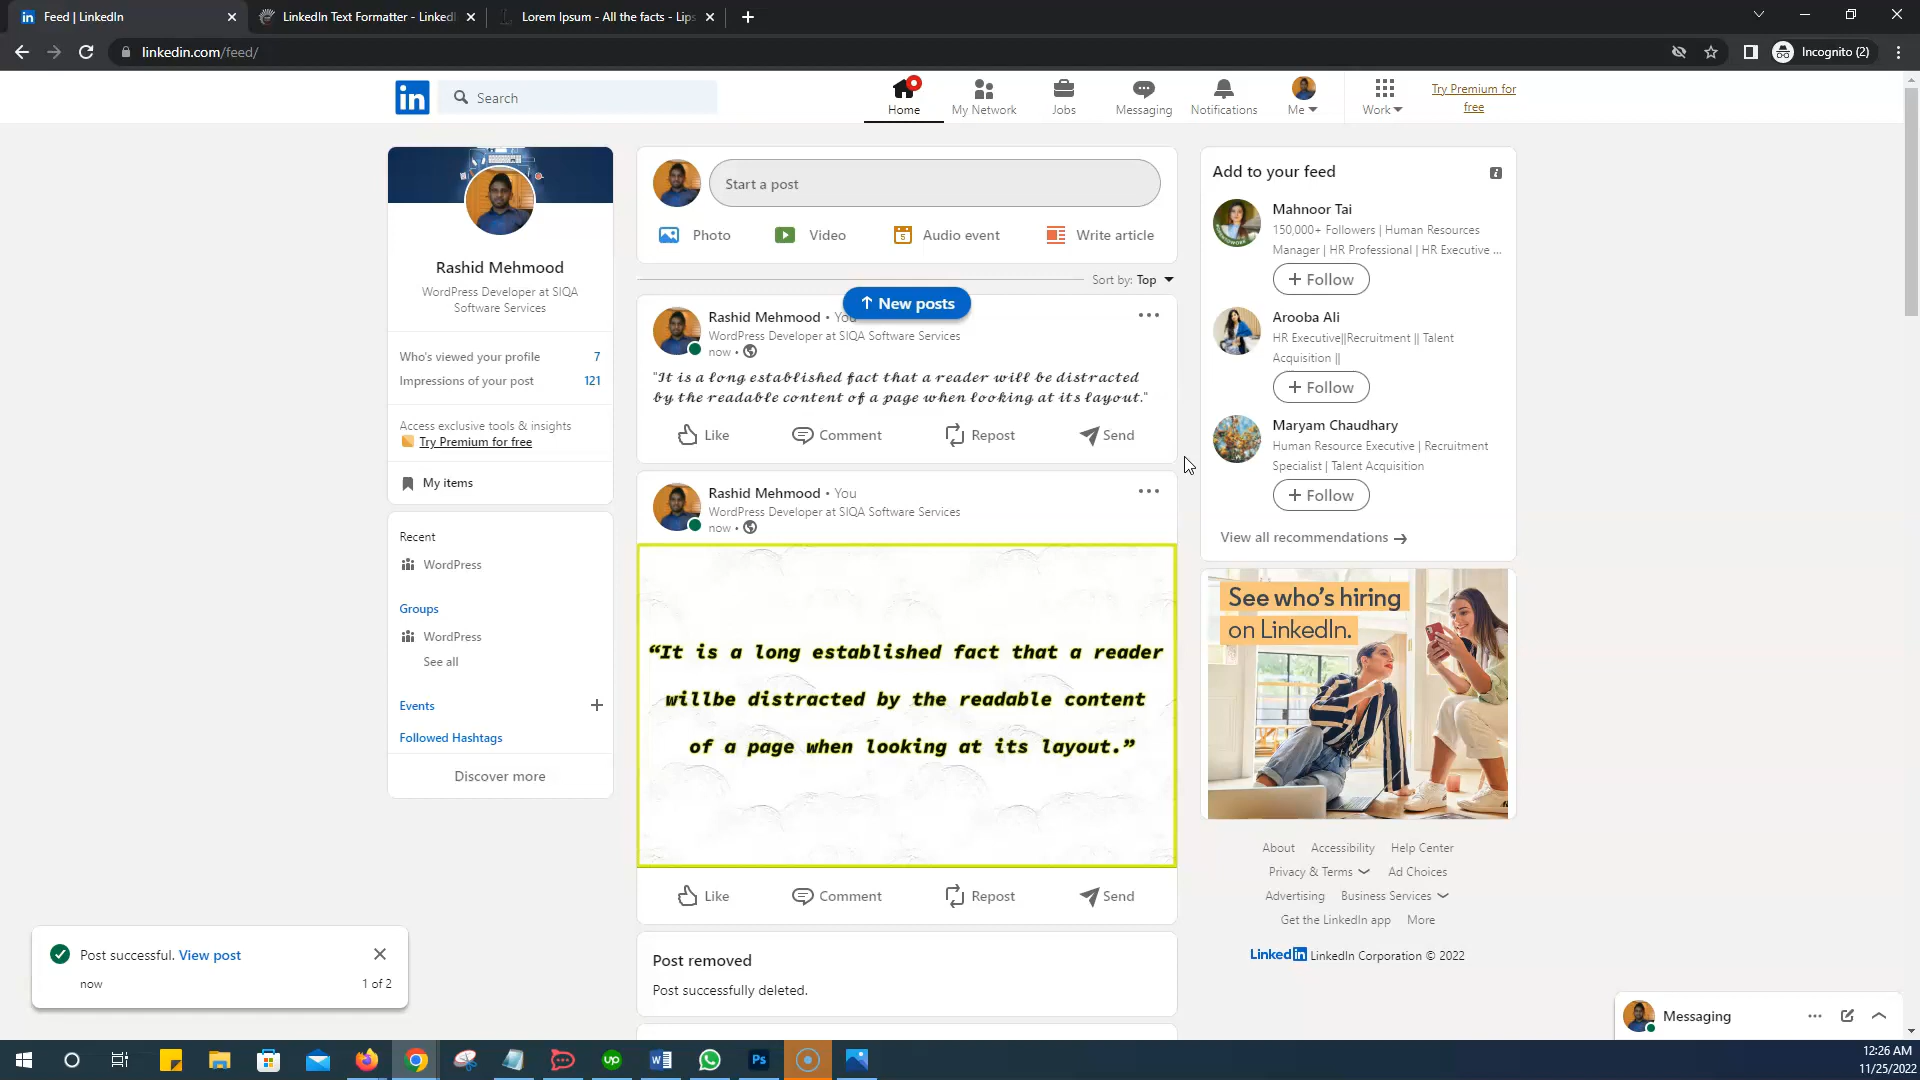 Feed | LinkedIn
LinkedIn Text Formatter - Linked
Lorem Ipsum - All the facts - Lips
linkedin.com/feed/
Incognito (2)
in
Search
Home
My Network
Jobs
Messaging
Notifications
Me
Work
Try Premium for
free
Rashid Mehmood
WordPress Developer at SIQA
Software Services
Who's viewed your profile 7
Impressions of your post 121
Access exclusive tools & insights
Try Premium for free
My items
Recent
WordPress
Groups
WordPress
See all
Events
Followed Hashtags
Discover more
Start a post
Photo
Video
5
Audio event
Write article
Sort by: Top
New posts
Rashid Mehmood • You
WordPress Developer at SIQA Software Services
now •
"It is a long established fact that a reader will be distracted
by the readable content of a page when looking at its layout."
Like
Comment
Repost
Send
Rashid Mehmood • You
WordPress Developer at SIQA Software Services
now •
“It is a long established fact that a reader
willbe distracted by the readable content
of a page when looking at its layout.”
Like
Comment
Repost
Send
Post removed
Post successfully deleted.
Add to your feed
Mahnoor Tai
150,000+ Followers | Human Resources
Manager | HR Professional | HR Executive ...
+ Follow
Arooba Ali
HR Executive||Recruitment || Talent
Acquisition ||
+ Follow
Maryam Chaudhary
Human Resource Executive | Recruitment
Specialist | Talent Acquisition
+ Follow
View all recommendations
See who's hiring
on LinkedIn.
About Accessibility Help Center
Privacy & Terms Ad Choices
Advertising Business Services
Get the LinkedIn app More
Linkedin LinkedIn Corporation © 2022
Post successful. View post
now 1 of 2
Messaging
up
W
Ps
12:26 AM
11/25/2022